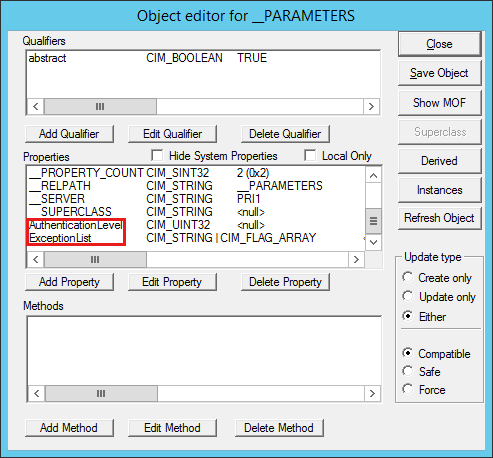 Object editor for __PARAMETERS
Qualifiers
abstract CIM_BOOLEAN TRUE
Add Qualifier Edit Qualifier Delete Qualifier
Properties Hide System Properties Local Only
__PROPERTY_COUNT CIM_SINT32 2 (0x2)
__RELPATH CIM_STRING __PARAMETERS
__SERVER CIM_STRING PRI1
__SUPERCLASS CIM_STRING <null>
AuthenticationLevel CIM_UINT32 <null>
ExceptionList CIM_STRING | CIM_FLAG_ARRAY
Add Property Edit Property Delete Property
Methods
Add Method Edit Method Delete Method
Close
Save Object
Show MOF
Superclass
Derived
Instances
Refresh Object
Update type
Create only
Update only
Either
Compatible
Safe
Force